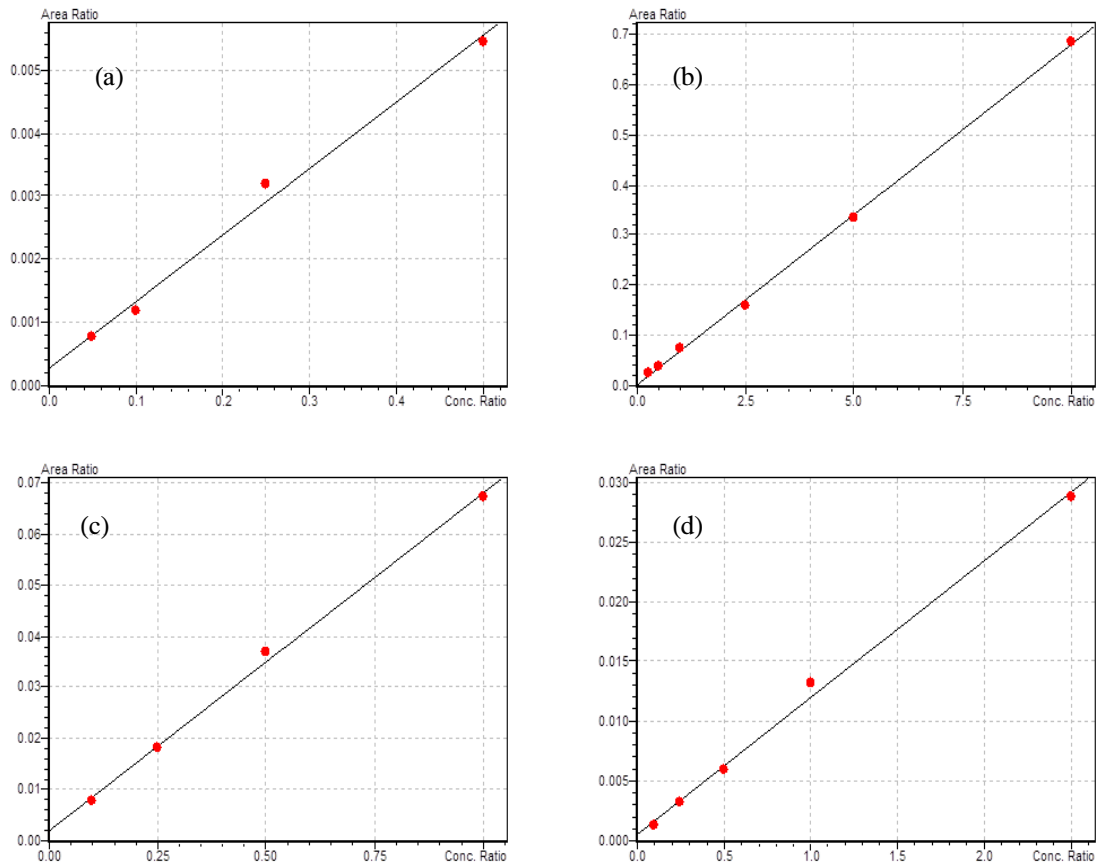 Area Ratio
(a)
0.005
0.004
0.003
0.002
0.001
0.000
0.0 0.1 0.2 0.3 0.4 Conc. Ratio
Area Ratio
(b)
0.7
0.6
0.5
0.4
0.3
0.2
0.1
0.0
0.0 2.5 5.0 7.5 Conc. Ratio
Area Ratio
(c)
0.07
0.06
0.05
0.04
0.03
0.02
0.01
0.00
0.00 0.25 0.50 0.75 Conc. Ratio
Area Ratio
(d)
0.030
0.025
0.020
0.015
0.010
0.005
0.000
0.0 0.5 1.0 1.5 2.0 Conc. Ratio